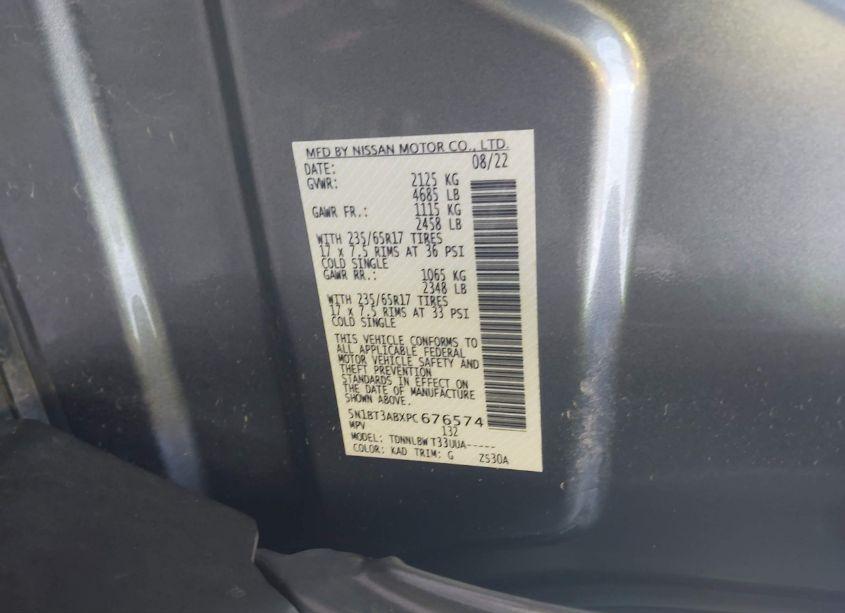 MFD BY NISSAN MOTOR CO., LTD.
DATE: 08/22
GVWR: 2125 KG
4685 LB
GAWR FR.: 1115 KG
2458 LB
WITH 235/65R17 TIRES
17 x 7.5 RIMS AT 36 PSI
COLD SINGLE
GAWR RR.: 1065 KG
2348 LB
WITH 235/65R17 TIRES
17 x 7.5 RIMS AT 33 PSI
COLD SINGLE
THIS VEHICLE CONFORMS TO
ALL APPLICABLE FEDERAL
MOTOR VEHICLE SAFETY AND
THEFT PREVENTION
STANDARDS IN EFFECT ON
THE DATE OF MANUFACTURE
SHOWN ABOVE.
5N1BT3ABXPC676574
MPV 132
MODEL: TDNNLBW T33UUA-----
COLOR: KAD TRIM: G ZS30A